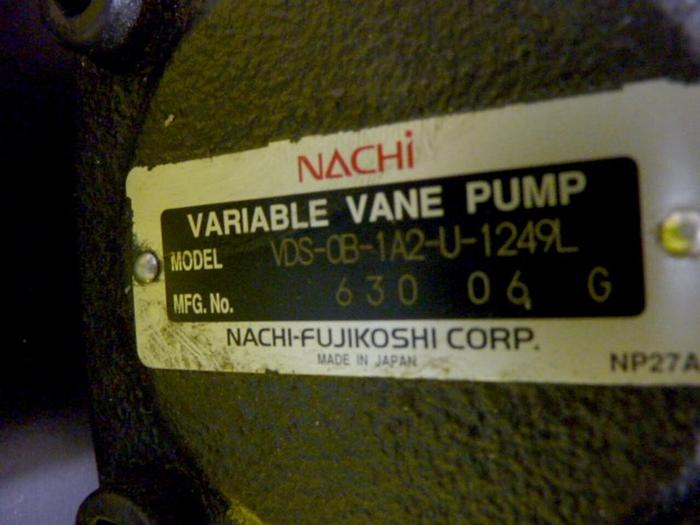 NACHi
VARIABLE VANE PUMP
MODEL VDS-0B-1A2-U-1249L
MFG. No. 630 06 G
NACHI-FUJIKOSHI CORP.
MADE IN JAPAN
NP27A